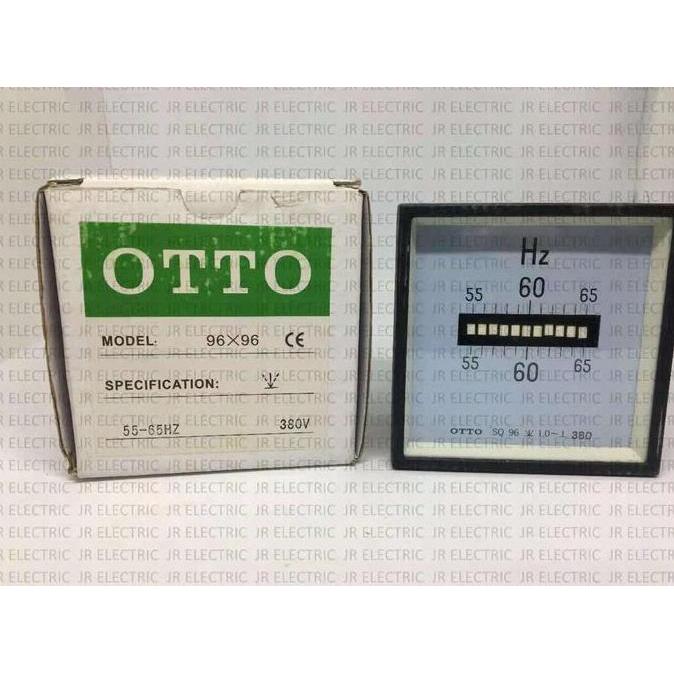 JR ELECTRIC
OTTO
MODEL: 96×96 CE
SPECIFICATION:
55-65HZ 380V
Hz
55 60 65
55 60 65
OTTO SQ 96 1.0~⊥ 380